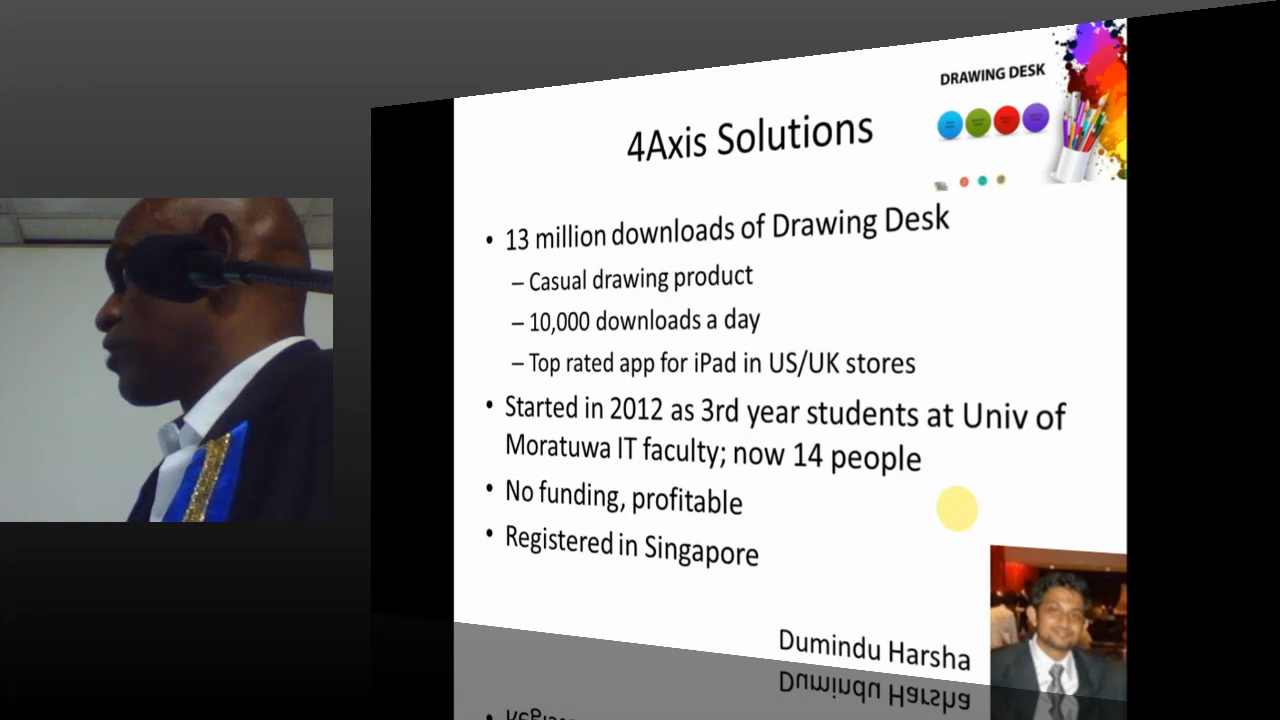 DRAWING DESK
4Axis Solutions
• 13 million downloads of Drawing Desk
– Casual drawing product
– 10,000 downloads a day
– Top rated app for iPad in US/UK stores
• Started in 2012 as 3rd year students at Univ of
Moratuwa IT faculty; now 14 people
• No funding, profitable
• Registered in Singapore
Dumindu Harsha